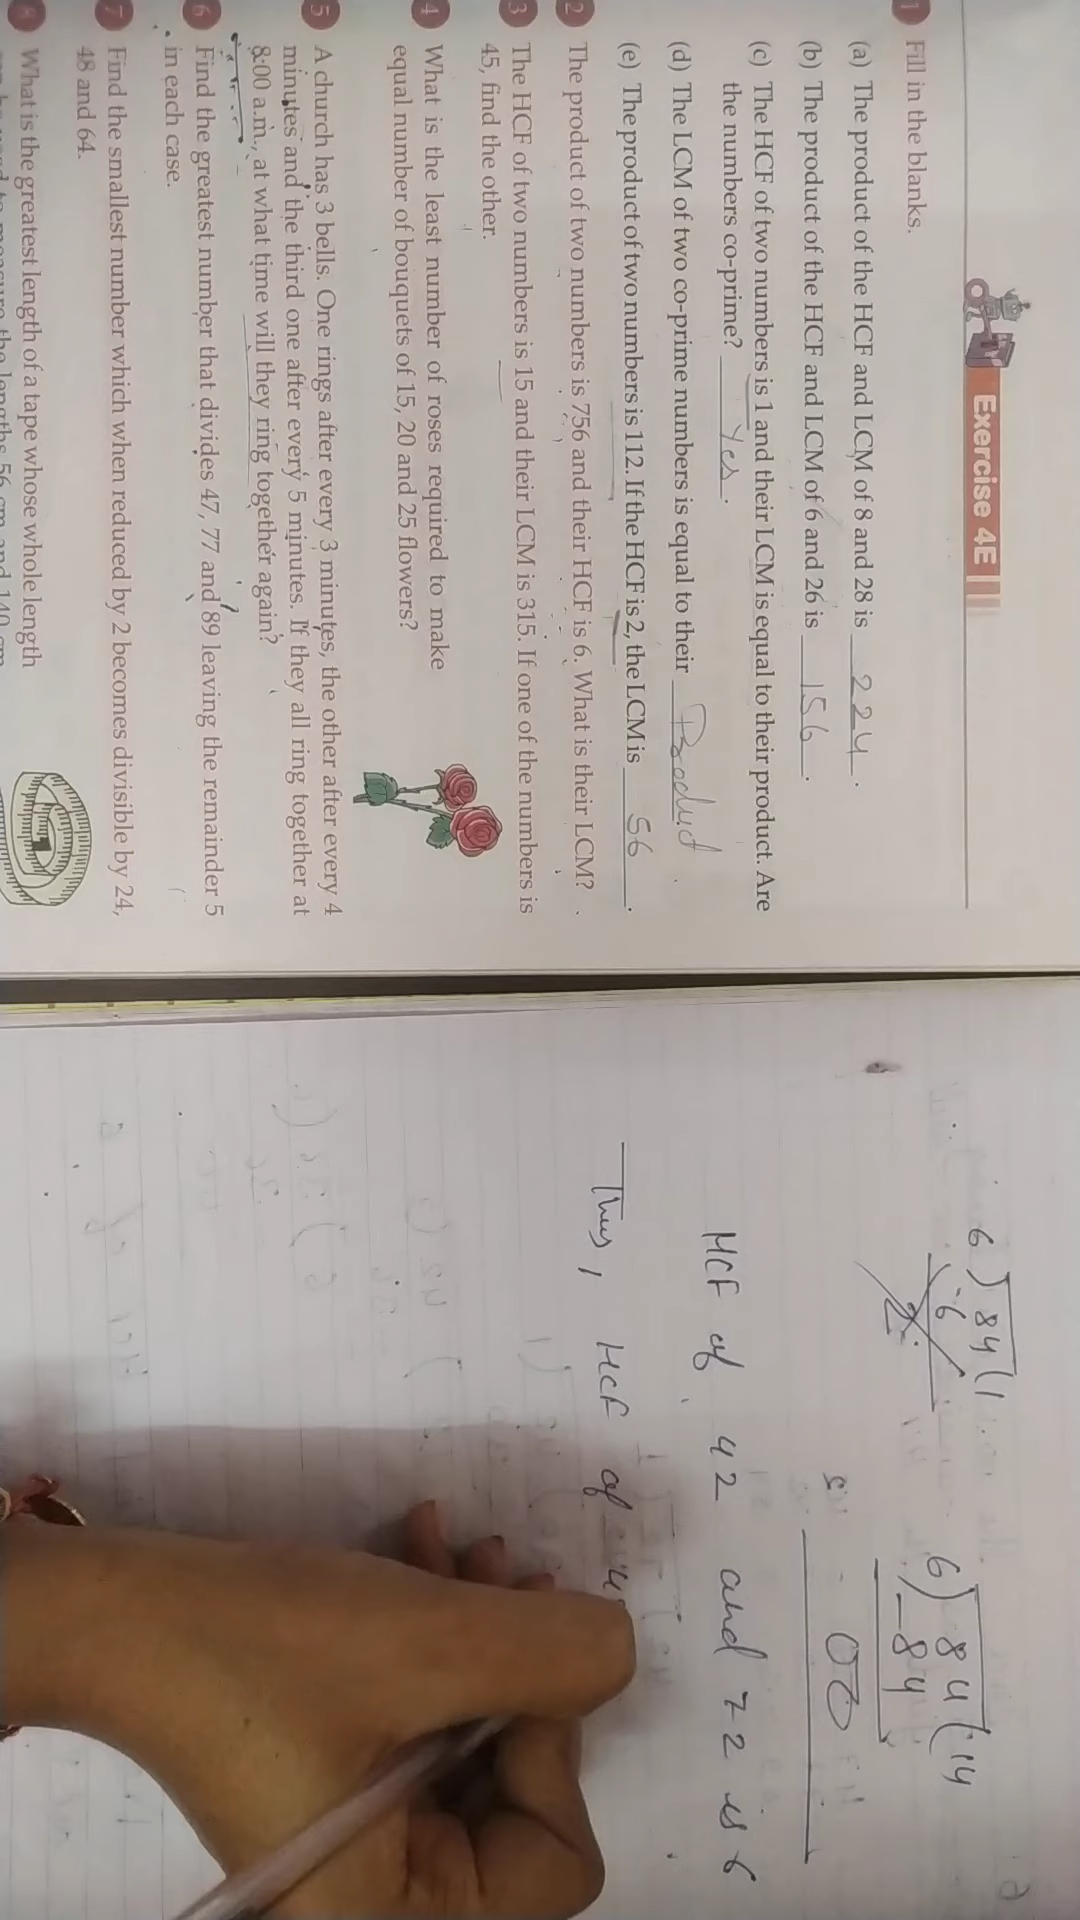 Exercise 4E
1 Fill in the blanks.
(a) The product of the HCF and LCM of 8 and 28 is 224.
(b) The product of the HCF and LCM of 6 and 26 is 156.
(c) The HCF of two numbers is 1 and their LCM is equal to their product. Are
the numbers co-prime? Yes.
(d) The LCM of two co-prime numbers is equal to their Product.
(e) The product of two numbers is 112. If the HCF is 2, the LCM is 56.
2 The product of two numbers is 756 and their HCF is 6. What is their LCM?
3 The HCF of two numbers is 15 and their LCM is 315. If one of the numbers is
45, find the other.
4 What is the least number of roses required to make
equal number of bouquets of 15, 20 and 25 flowers?
5 A church has 3 bells. One rings after every 3 minutes, the other after every 4
minutes and the third one after every 5 minutes. If they all ring together at
8:00 a.m., at what time will they ring together again?
6 Find the greatest number that divides 47, 77 and 89 leaving the remainder 5
in each case.
7 Find the smallest number which when reduced by 2 becomes divisible by 24,
48 and 64.
8 What is the greatest length of a tape whose whole length
the lengths 56 cm and 140 cm
6)84(1
-6
2
6)84(14
-84
00
HCF of 42 and 72 is 6
Thus, HCF of